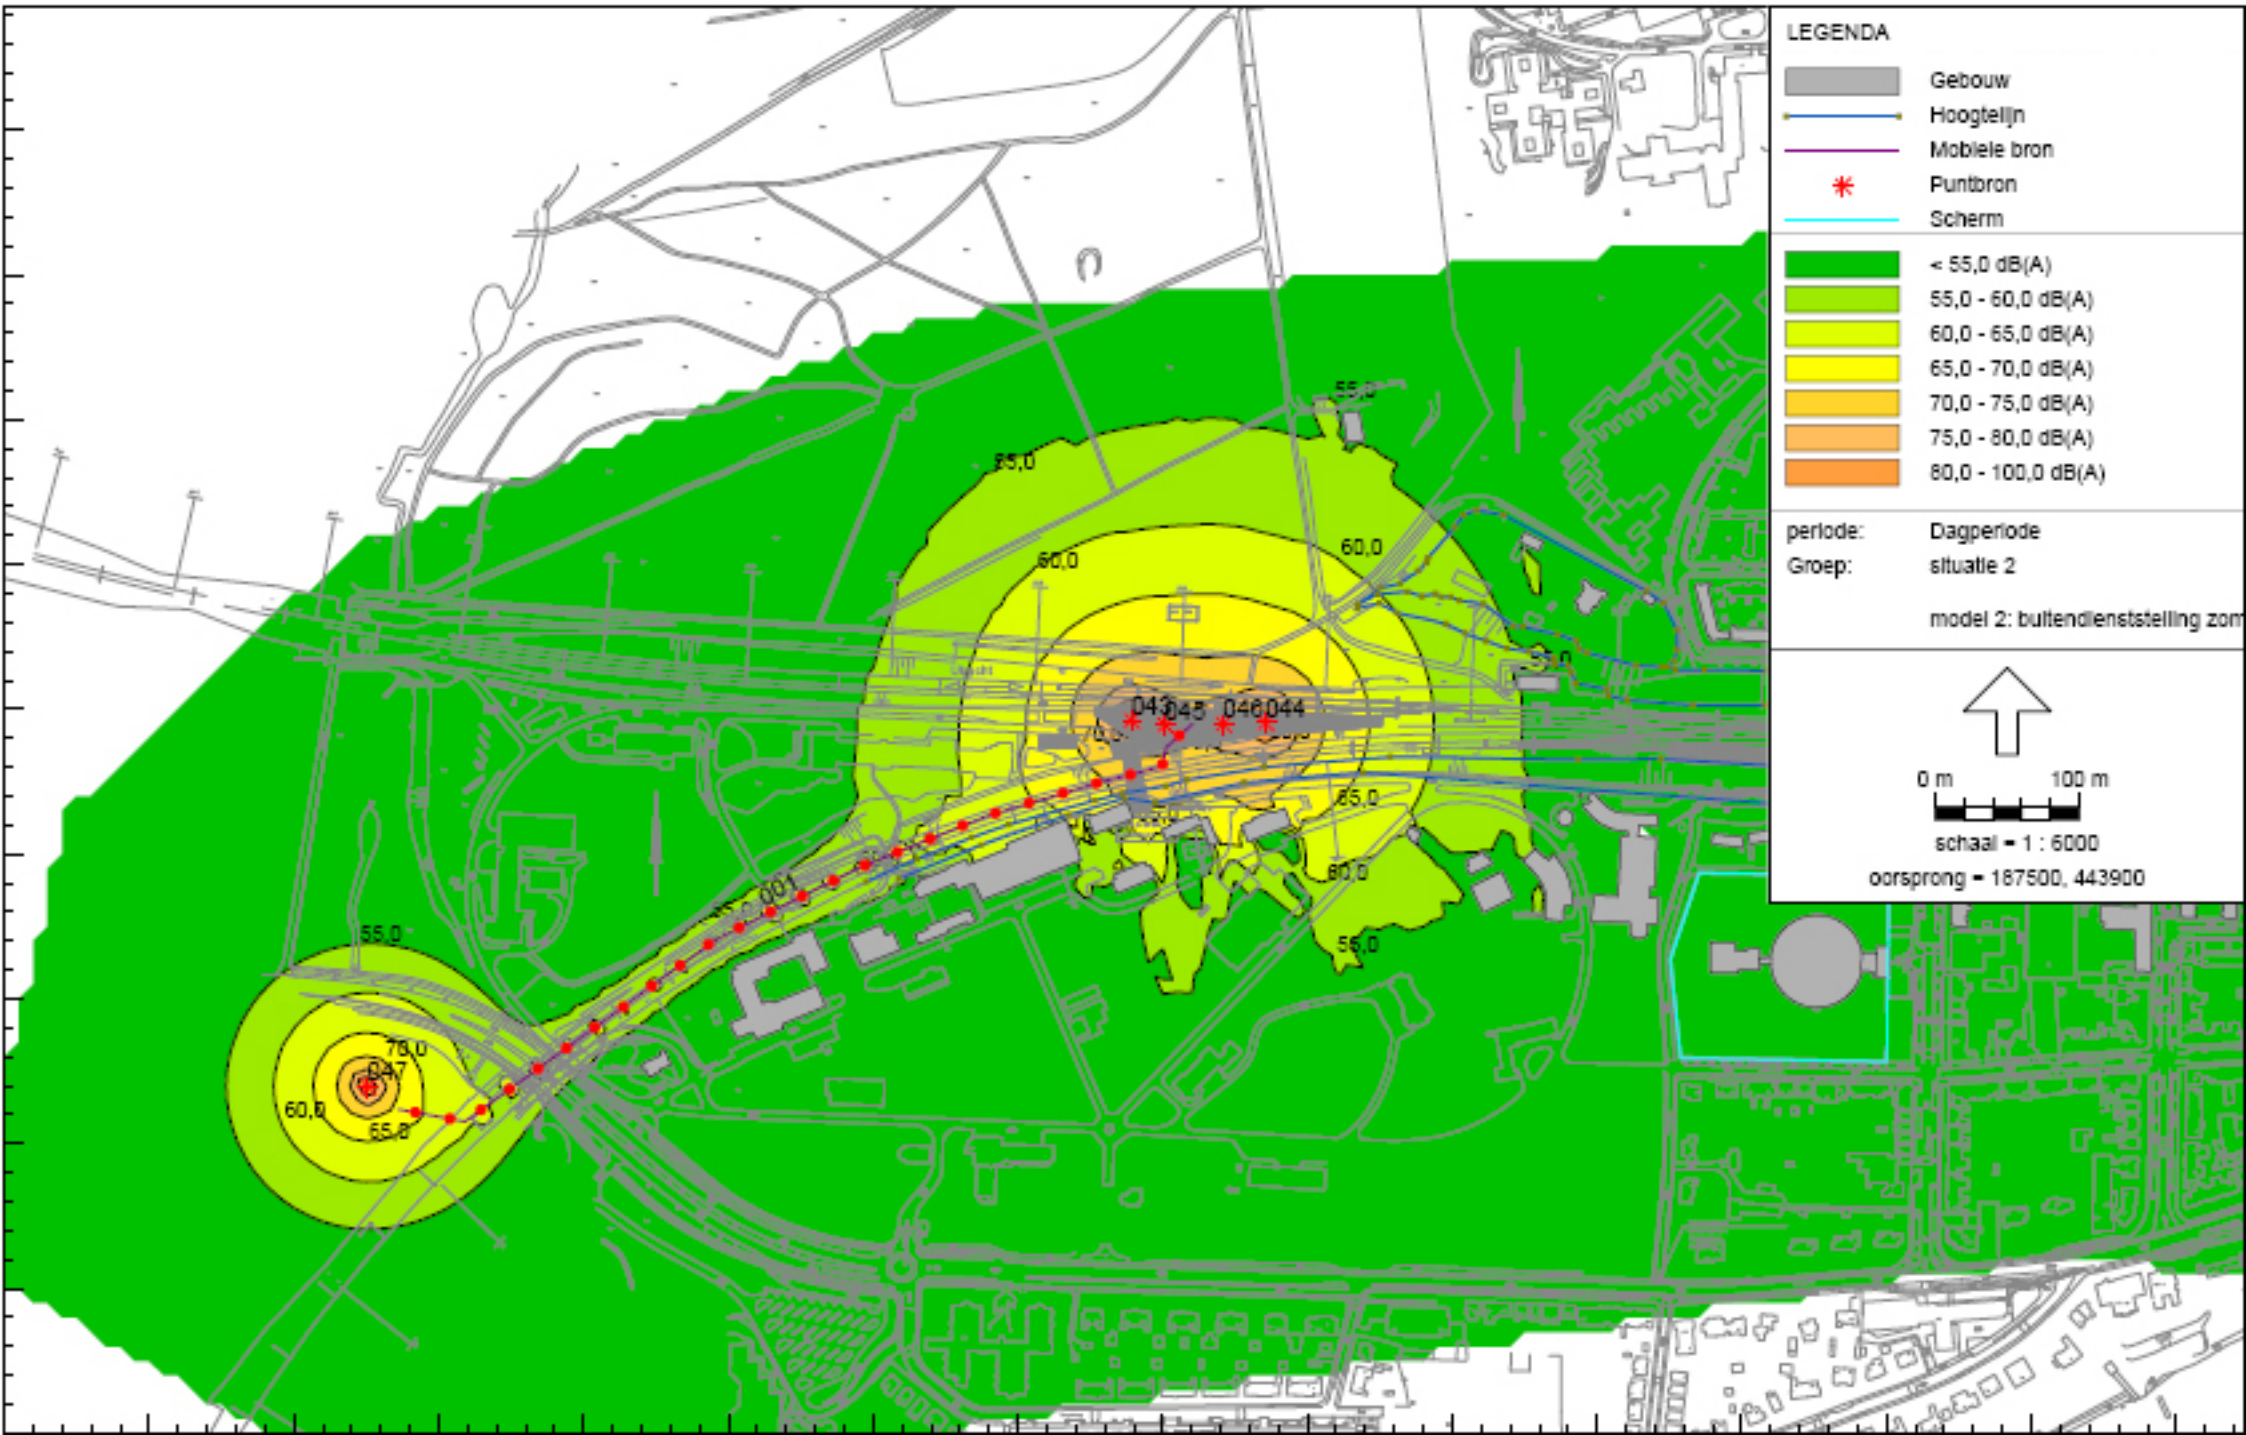 LEGENDA
Gebouw
Hoogtelijn
Mobiele bron
Puntbron
Scherm
< 55,0 dB(A)
55,0 - 60,0 dB(A)
60,0 - 65,0 dB(A)
65,0 - 70,0 dB(A)
70,0 - 75,0 dB(A)
75,0 - 80,0 dB(A)
80,0 - 100,0 dB(A)
periode: Dagperiode
Groep: situatie 2
model 2: buitendienststelling zom
0 m 100 m
schaal = 1 : 6000
oorsprong = 187500, 443900
55,0
55,0
60,0
60,0
043 045 046 044
65,0
60,0
001
55,0
55,0
70,0
047
60,0
65,0